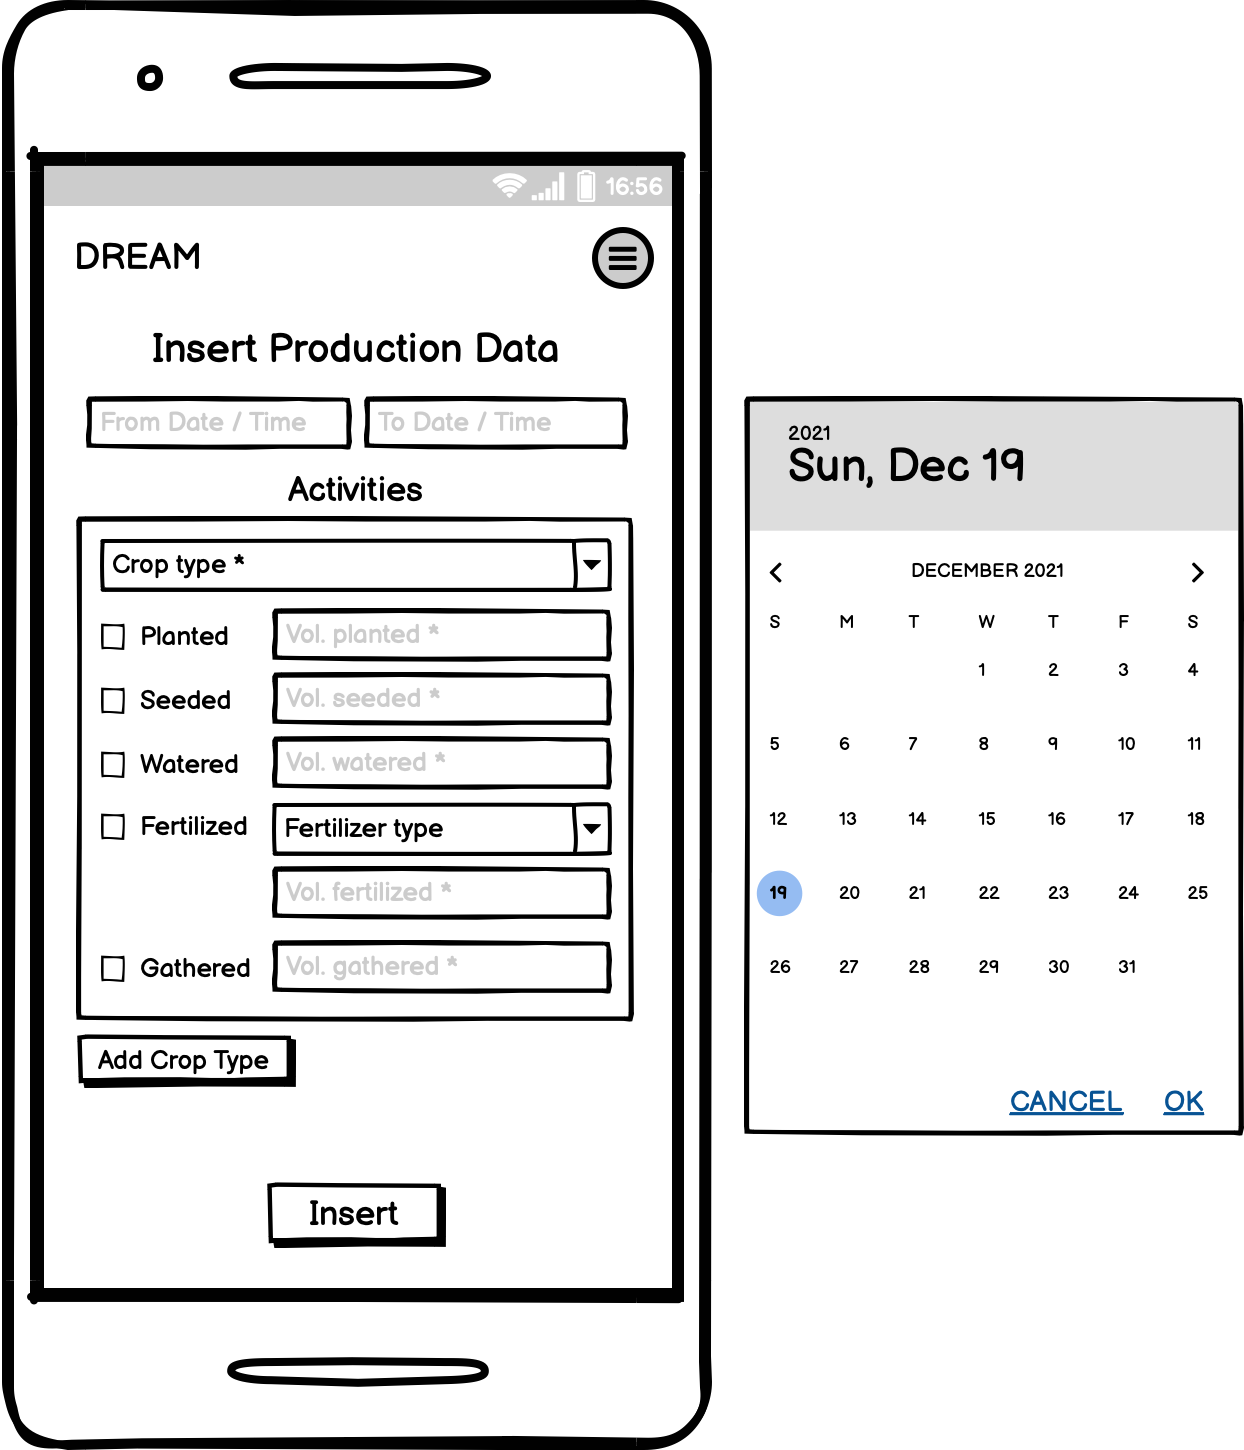 16:56
DREAM
Insert Production Data
From Date / Time To Date / Time
Activities
Crop type *
Planted Vol. planted *
Seeded Vol. seeded *
Watered Vol. watered *
Fertilized Fertilizer type
Vol. fertilized *
Gathered Vol. gathered *
Add Crop Type
Insert
2021
Sun, Dec 19
DECEMBER 2021
S M T W T F S
1 2 3 4
5 6 7 8 9 10 11
12 13 14 15 16 17 18
19 20 21 22 23 24 25
26 27 28 29 30 31
CANCEL OK